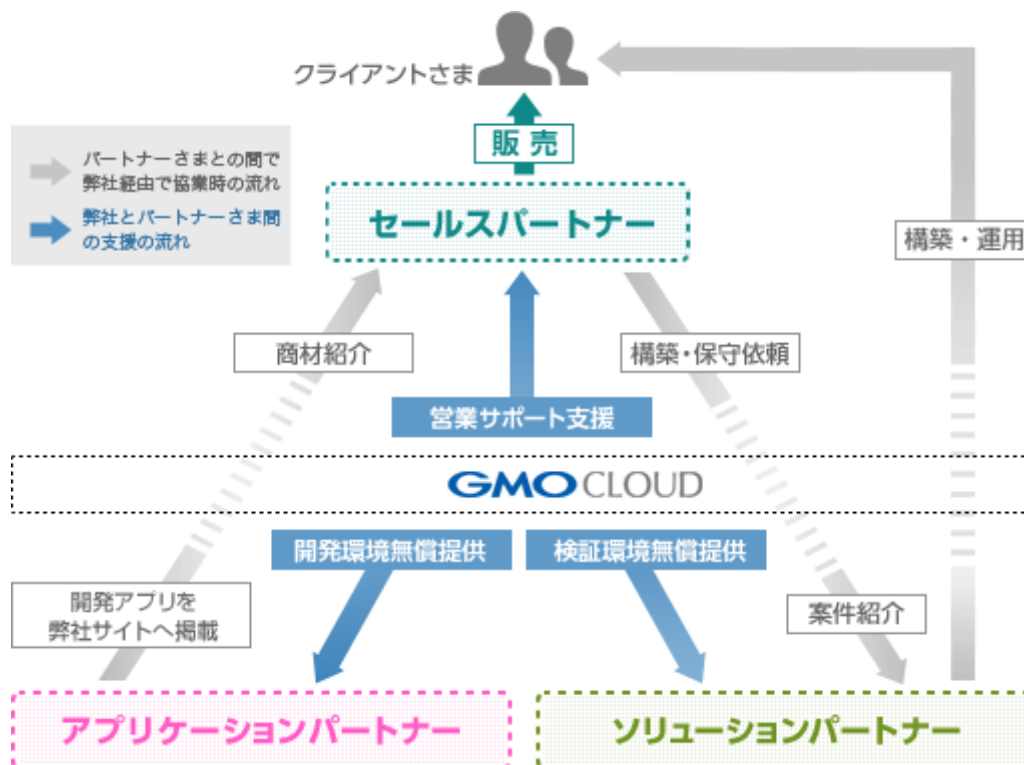 クライアントさま
販売
パートナーさまとの間で
弊社経由で協業時の流れ
弊社とパートナーさま間
の支援の流れ
セールスパートナー
構築・運用
商材紹介
構築・保守依頼
営業サポート支援
GMO CLOUD
開発環境無償提供
検証環境無償提供
開発アプリを
弊社サイトへ掲載
案件紹介
アプリケーションパートナー
ソリューションパートナー